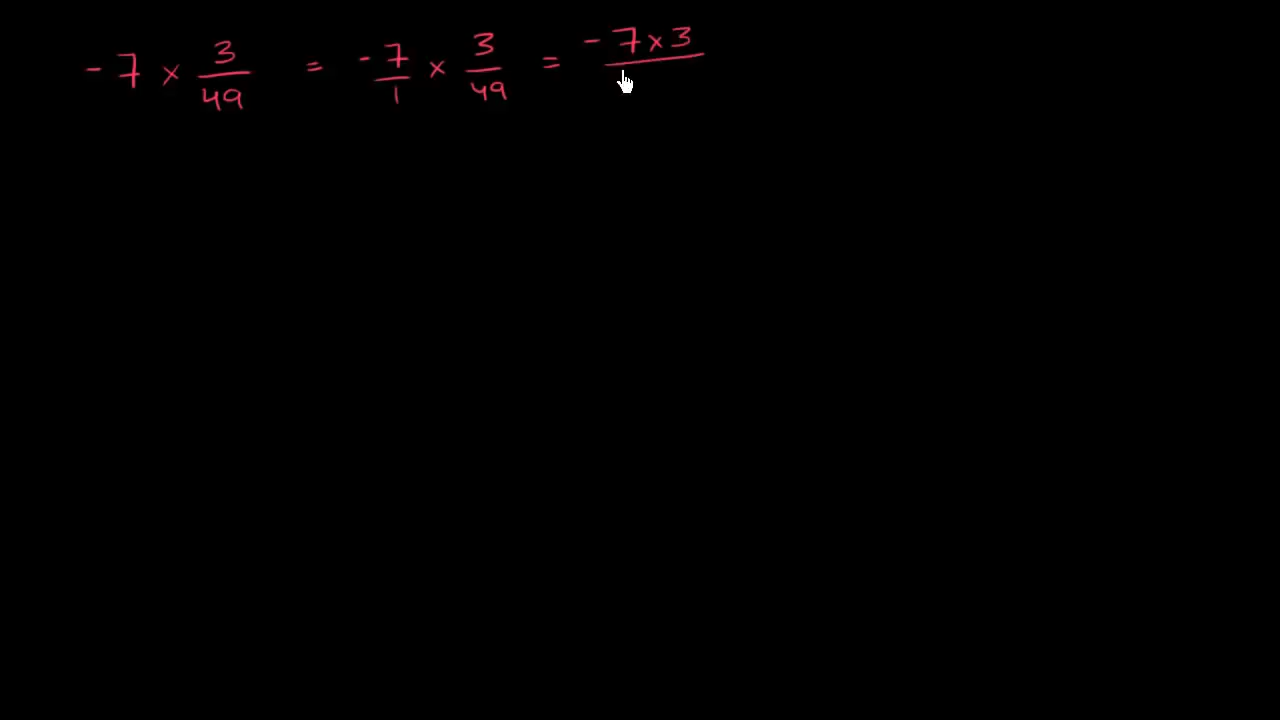 -7 × 3/49 = -7/1 × 3/49 = -7×3/